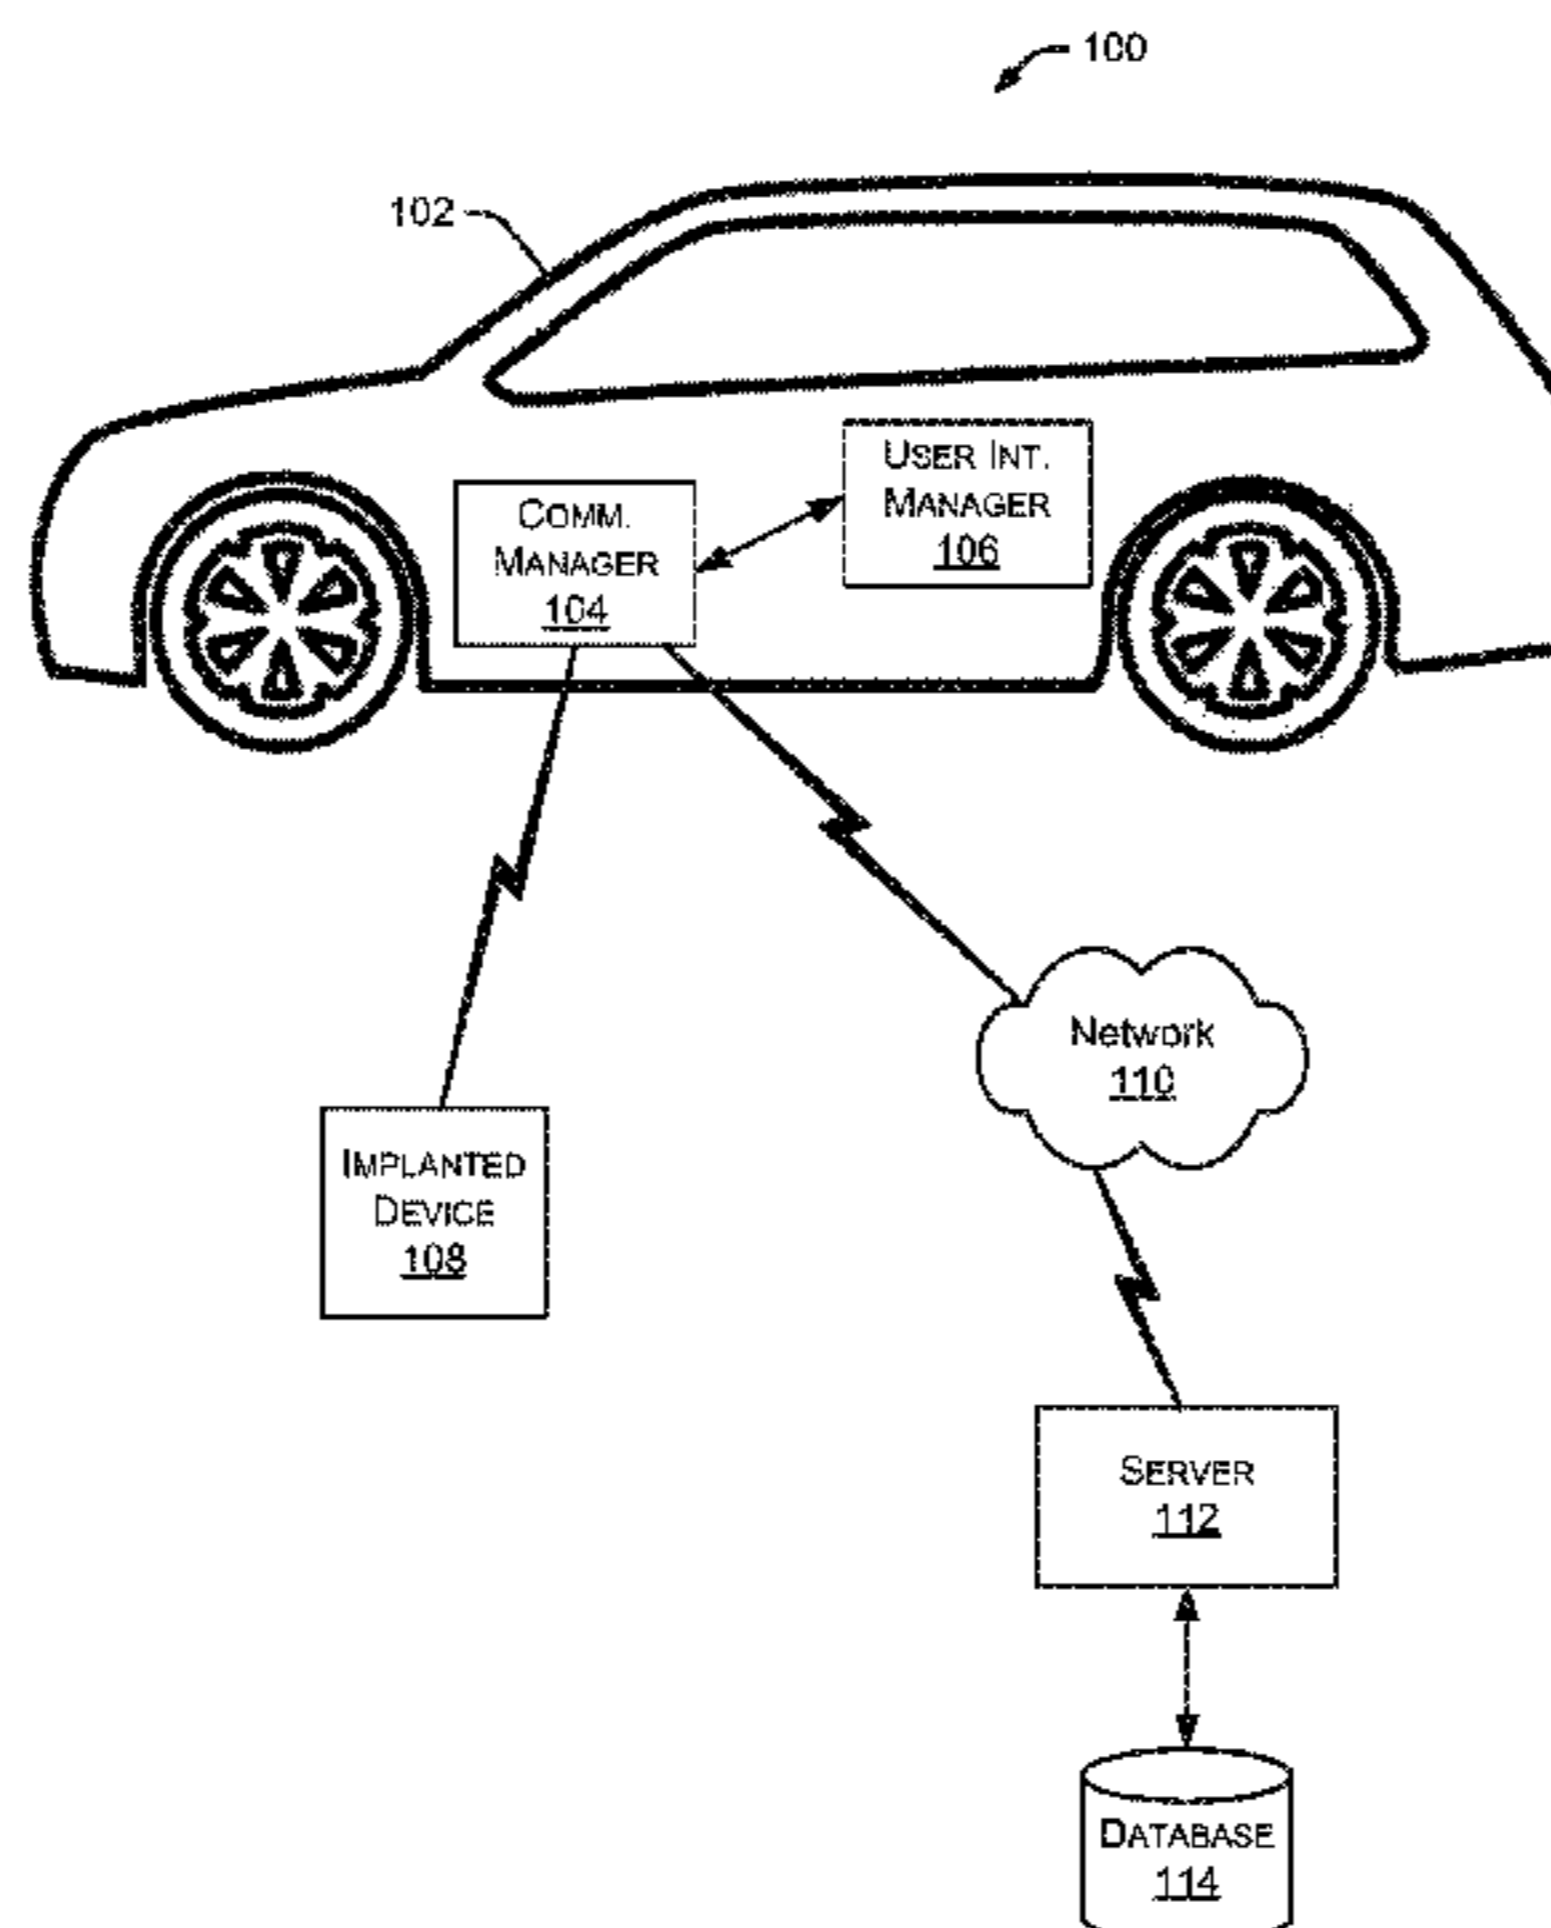 100
102
USER INT.
MANAGER
106
COMM.
MANAGER
104
Network
110
IMPLANTED
DEVICE
108
SERVER
112
DATABASE
114